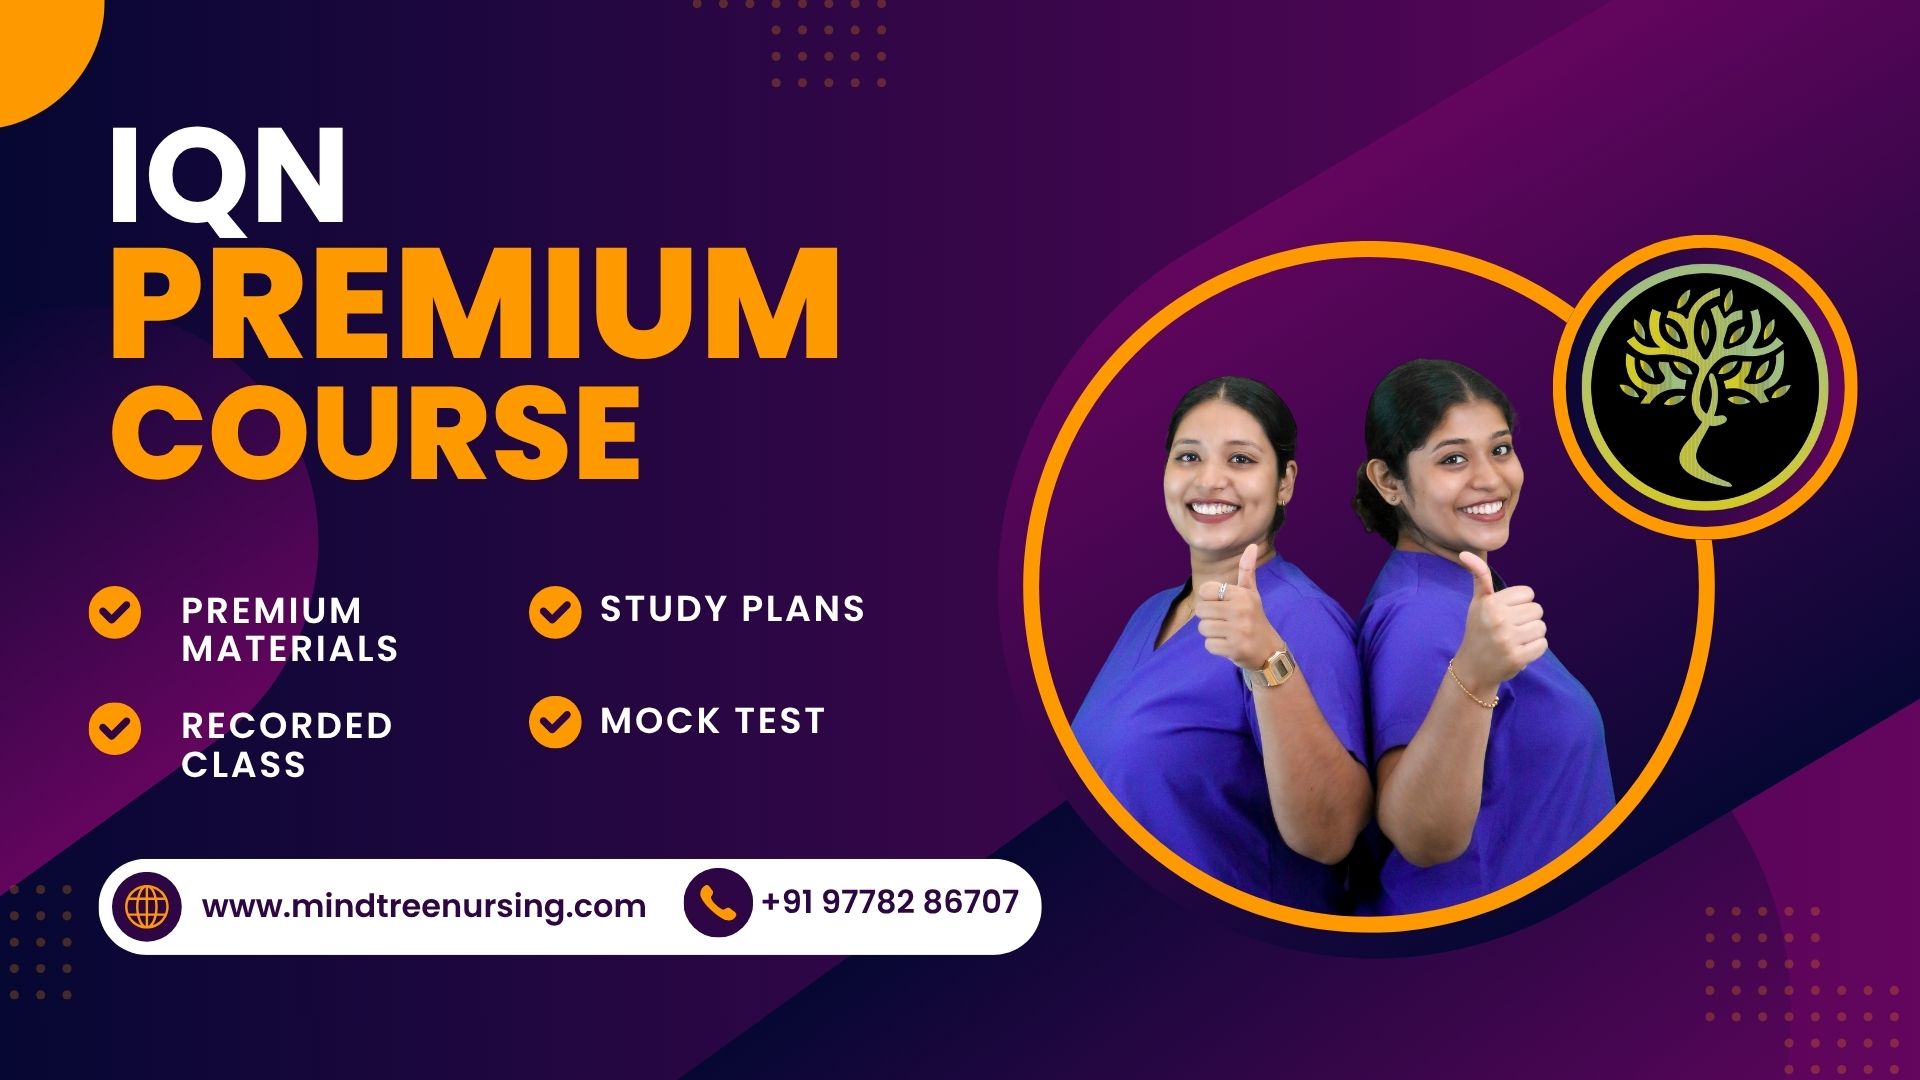 IQN
PREMIUM
COURSE
PREMIUM
MATERIALS
STUDY PLANS
RECORDED
CLASS
MOCK TEST
www.mindtreenursing.com
+91 97782 86707